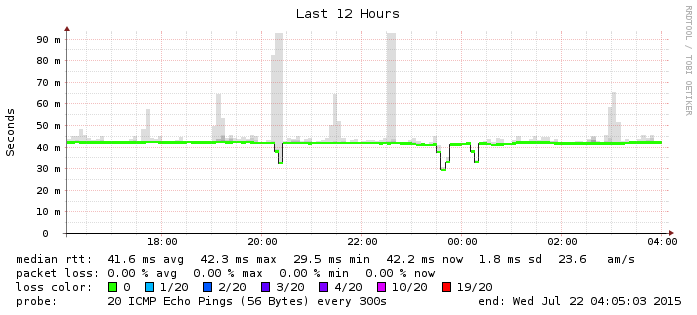 Last 12 Hours
RRDTOOL / TOBI OETIKER
Seconds
90 m
80 m
70 m
60 m
50 m
40 m
30 m
20 m
10 m
0
18:00 20:00 22:00 00:00 02:00 04:00
median rtt: 41.6 ms avg 42.3 ms max 29.5 ms min 42.2 ms now 1.8 ms sd 23.6 am/s
packet loss: 0.00 % avg 0.00 % max 0.00 % min 0.00 % now
loss color: 0 1/20 2/20 3/20 4/20 10/20 19/20
probe: 20 ICMP Echo Pings (56 Bytes) every 300s end: Wed Jul 22 04:05:03 2015